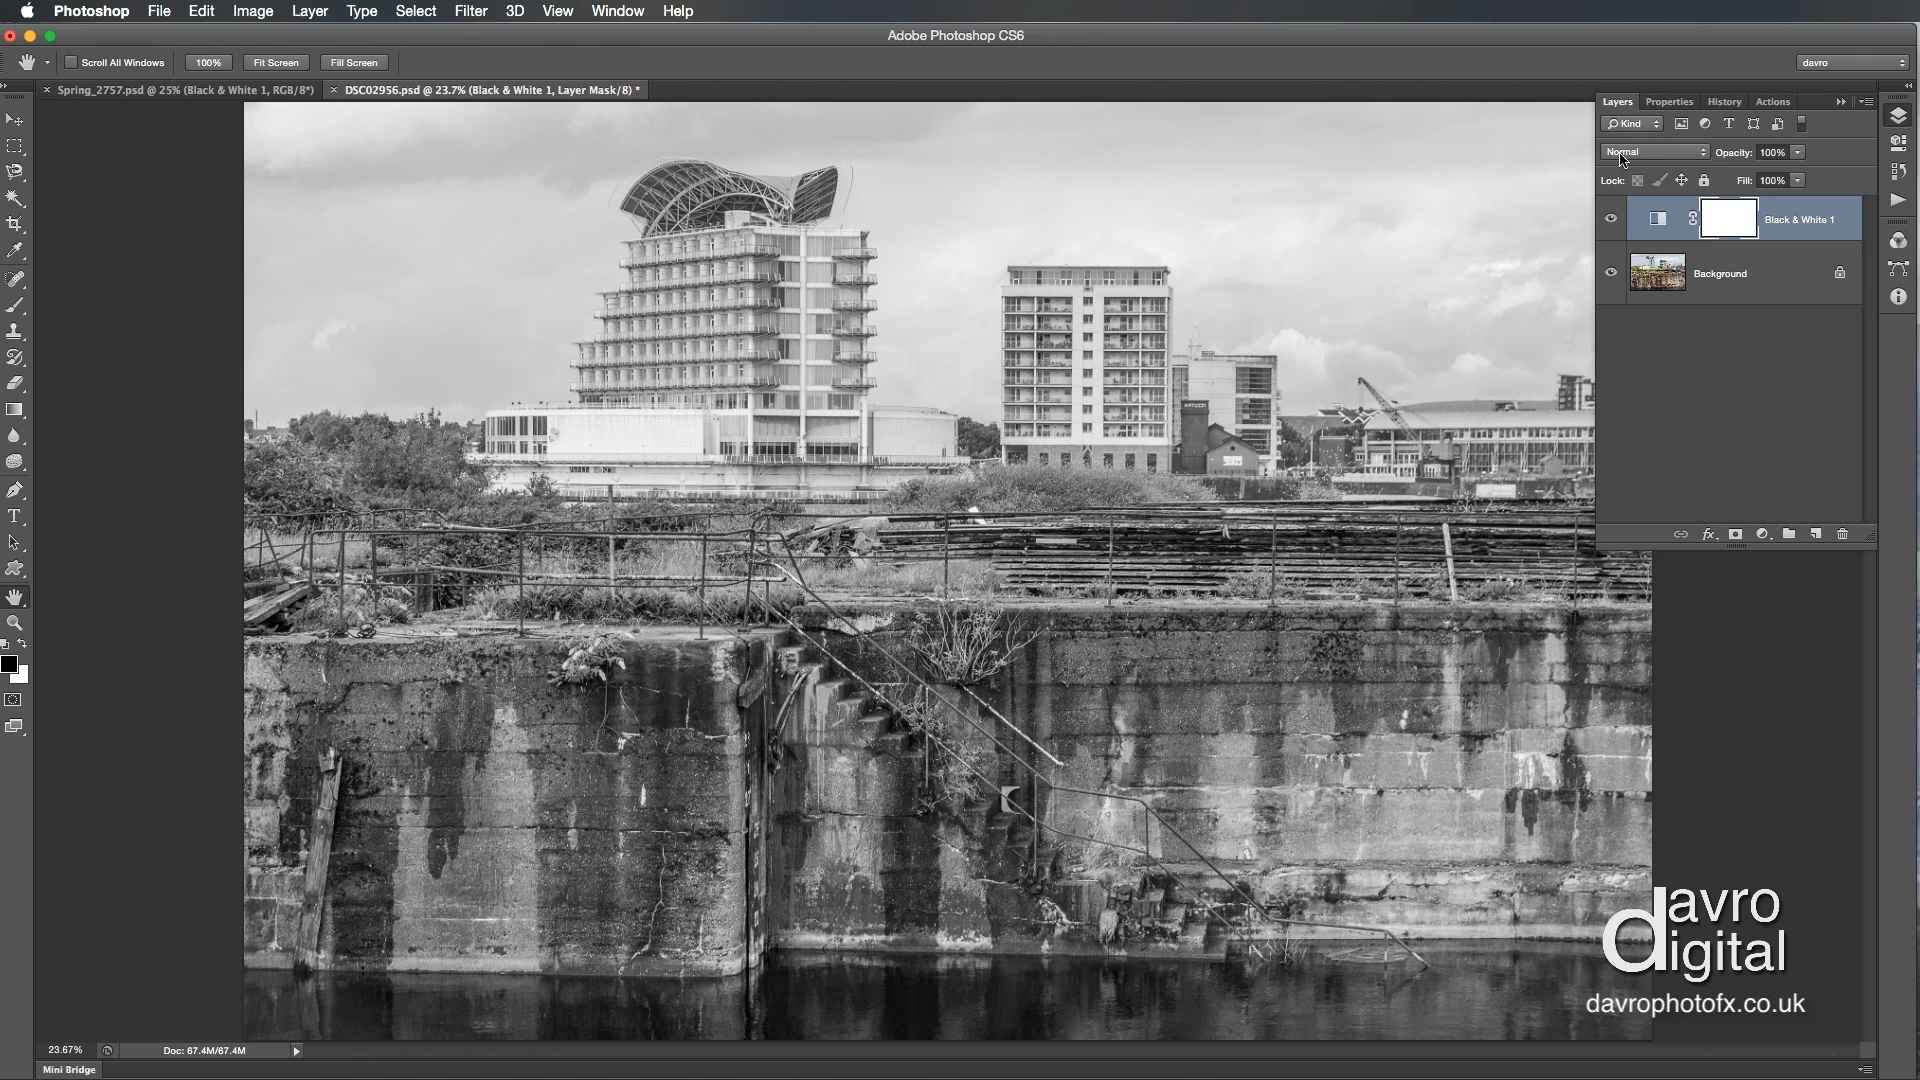 Photoshop File Edit Image Layer Type Select Filter 3D View Window Help
Adobe Photoshop CS6
Scroll All Windows 100% Fit Screen Fill Screen davro
Spring_2757.psd @ 25% (Black & White 1, RGB/8*) DSC02956.psd @ 23.7% (Black & White 1, Layer Mask/8) *
Layers Properties History Actions
Kind
Normal Opacity: 100%
Lock: Fill: 100%
Black & White 1
Background
fx
davro
digital
davrophotofx.co.uk
23.67% Doc: 67.4M/67.4M
Mini Bridge